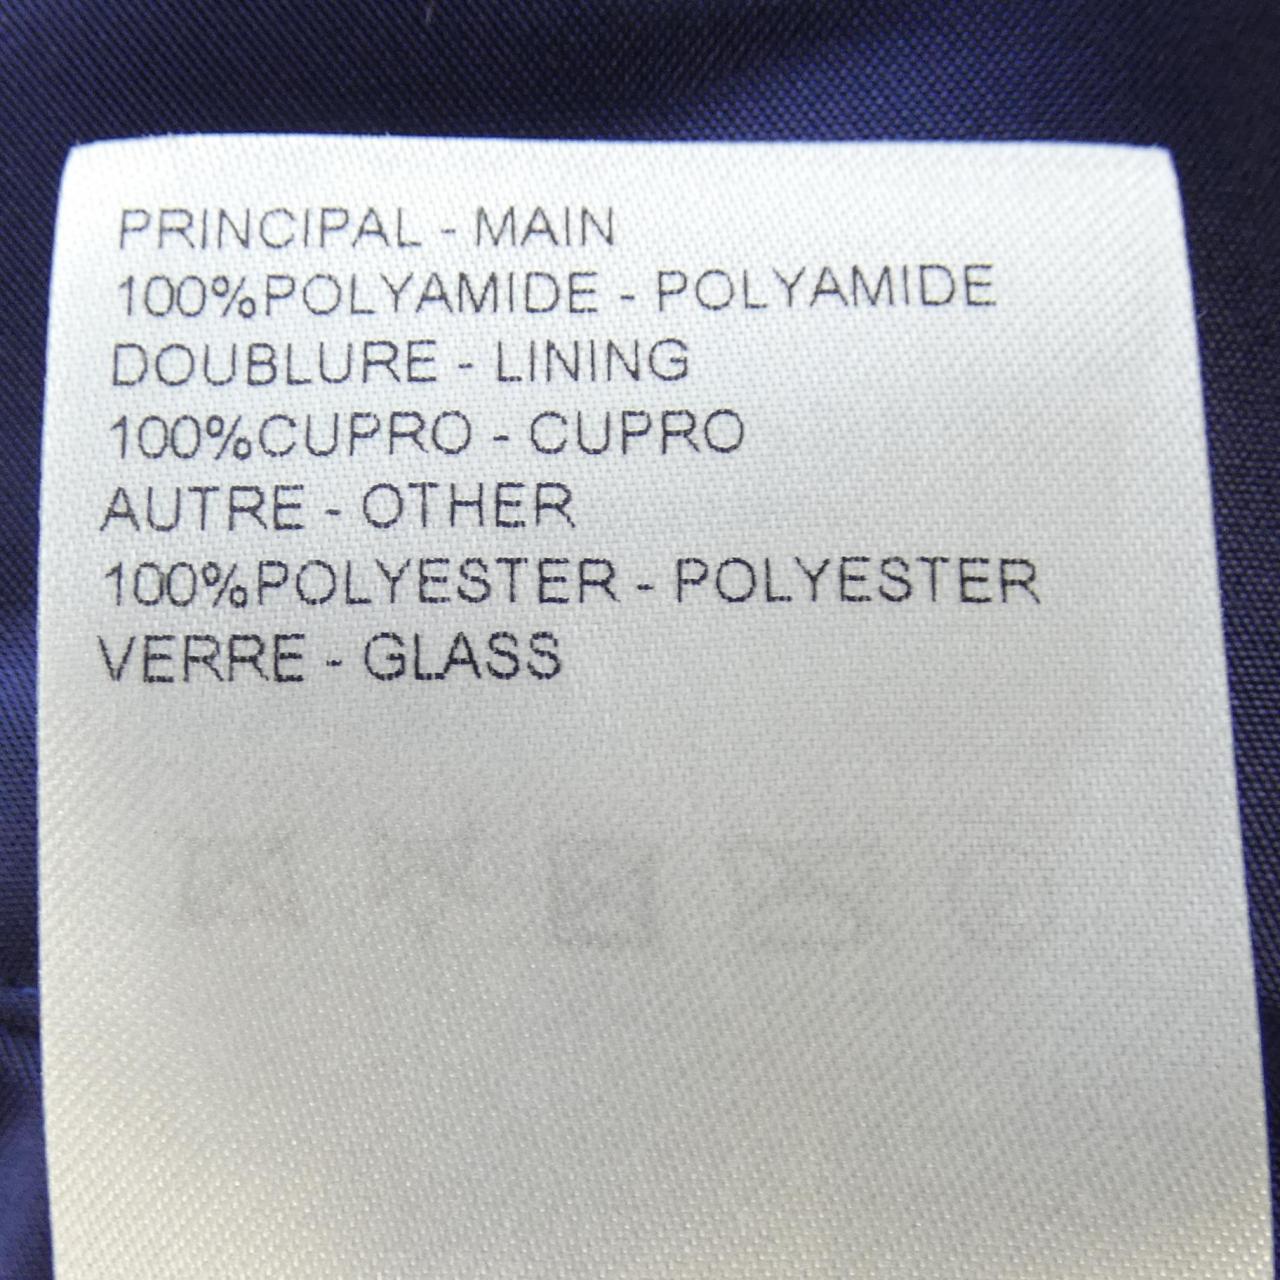 PRINCIPAL - MAIN
100%POLYAMIDE - POLYAMIDE
DOUBLURE - LINING
100%CUPRO - CUPRO
AUTRE - OTHER
100%POLYESTER - POLYESTER
VERRE - GLASS